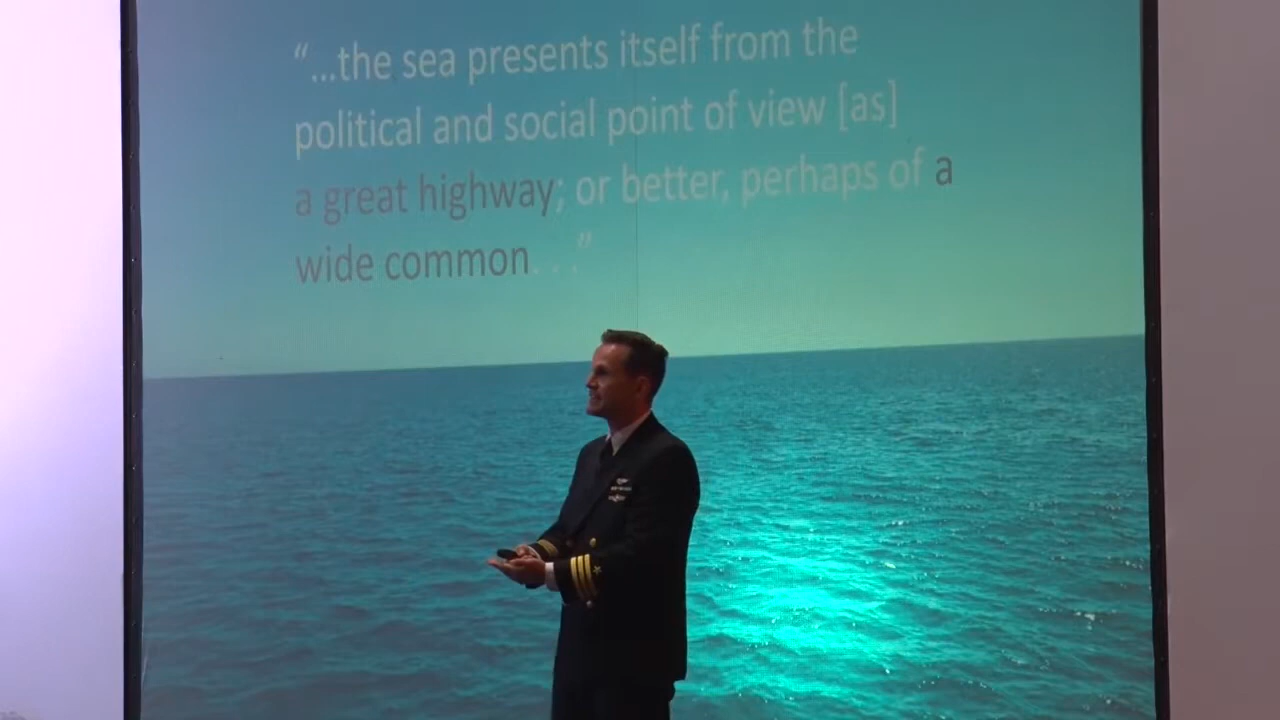 “...the sea presents itself from the
political and social point of view [as]
a great highway; or better, perhaps of a
wide common. . .”